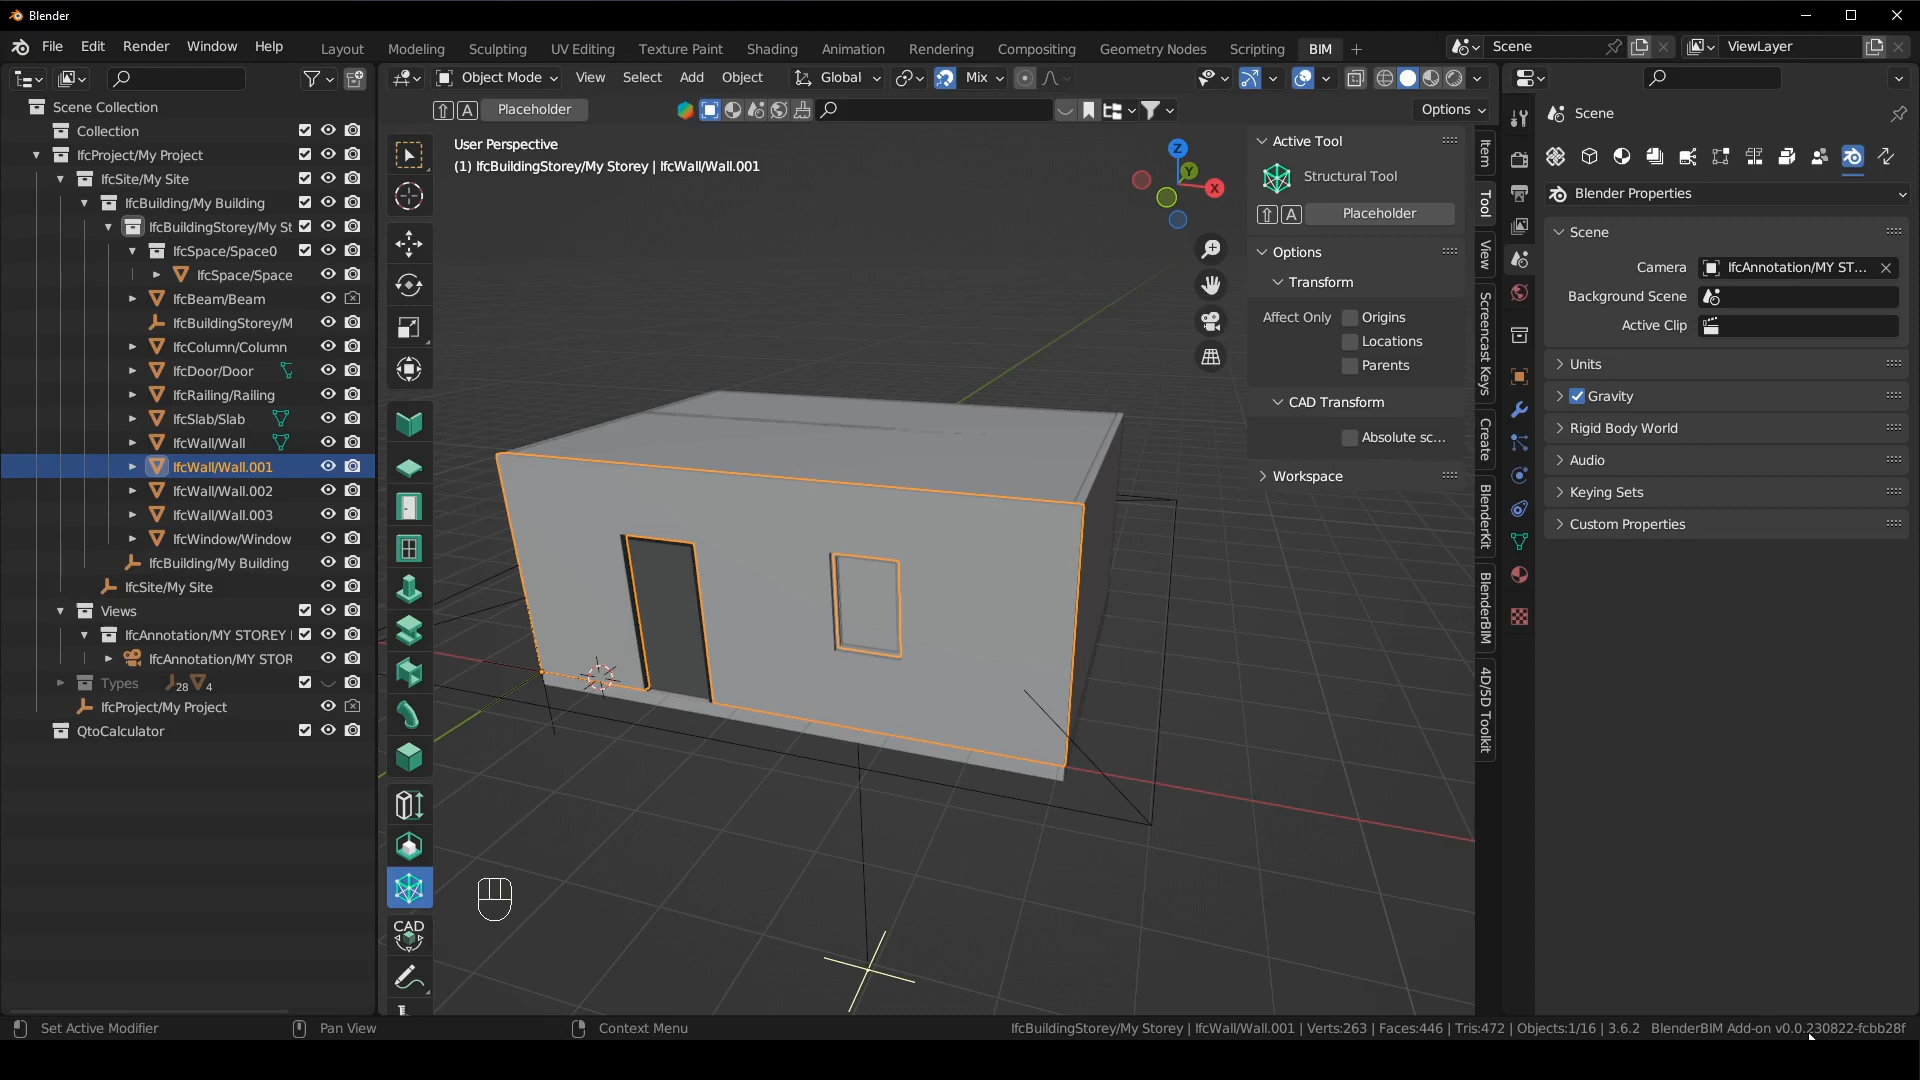 Blender
File Edit Render Window Help
Layout Modeling Sculpting UV Editing Texture Paint Shading Animation Rendering Compositing Geometry Nodes Scripting BIM
Scene
ViewLayer
Object Mode View Select Add Object Global Mix
Placeholder
Options
Scene Collection
Collection
IfcProject/My Project
IfcSite/My Site
IfcBuilding/My Building
IfcBuildingStorey/My St
IfcSpace/Space0
IfcSpace/Space
IfcBeam/Beam
IfcBuildingStorey/M
IfcColumn/Column
IfcDoor/Door
IfcRailing/Railing
IfcSlab/Slab
IfcWall/Wall
IfcWall/Wall.001
IfcWall/Wall.002
IfcWall/Wall.003
IfcWindow/Window
IfcBuilding/My Building
IfcSite/My Site
Views
IfcAnnotation/MY STOREY
IfcAnnotation/MY STOR
Types 28 4
IfcProject/My Project
QtoCalculator
User Perspective
(1) IfcBuildingStorey/My Storey | IfcWall/Wall.001
Z
Y
X
CAD
Active Tool
Structural Tool
A Placeholder
Options
Transform
Affect Only Origins
Locations
Parents
CAD Transform
Absolute sc...
Workspace
Item
Tool
View
Screencast Keys
Create
BlenderKit
BlenderBIM
4D/5D Toolkit
Scene
Blender Properties
Scene
Camera IfcAnnotation/MY ST...
Background Scene
Active Clip
Units
Gravity
Rigid Body World
Audio
Keying Sets
Custom Properties
Set Active Modifier
Pan View
Context Menu
IfcBuildingStorey/My Storey | IfcWall/Wall.001 | Verts:263 | Faces:446 | Tris:472 | Objects:1/16 | 3.6.2 BlenderBIM Add-on v0.0.230822-fcbb28f